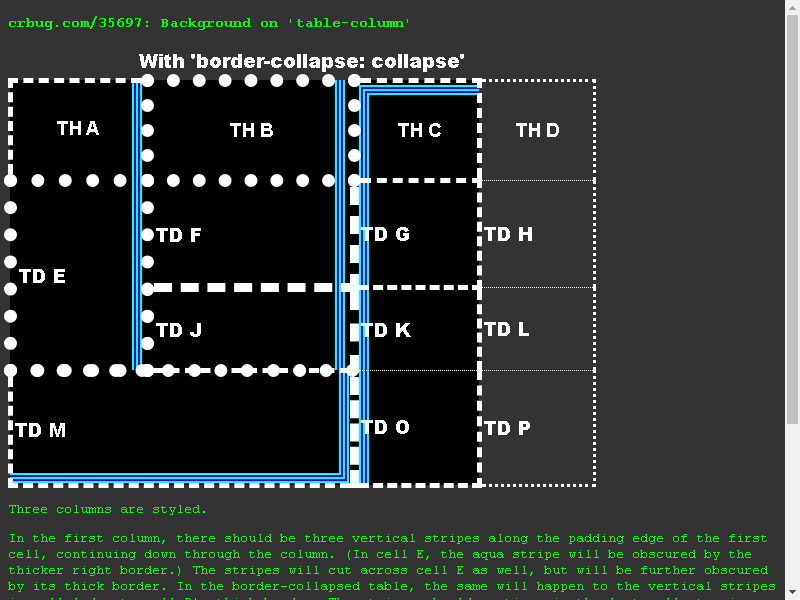 crbug.com/35697: Background on 'table-column'
With 'border-collapse: collapse'
TH A
TH B
TH C
TH D
TD E
TD F
TD G
TD H
TD J
TD K
TD L
TD M
TD O
TD P
Three columns are styled.
In the first column, there should be three vertical stripes along the padding edge of the first
cell, continuing down through the column. (In cell E, the aqua stripe will be obscured by the
thicker right border.) The stripes will cut across cell E as well, but will be further obscured
by its thick border. In the border-collapsed table, the same will happen to the vertical stripes